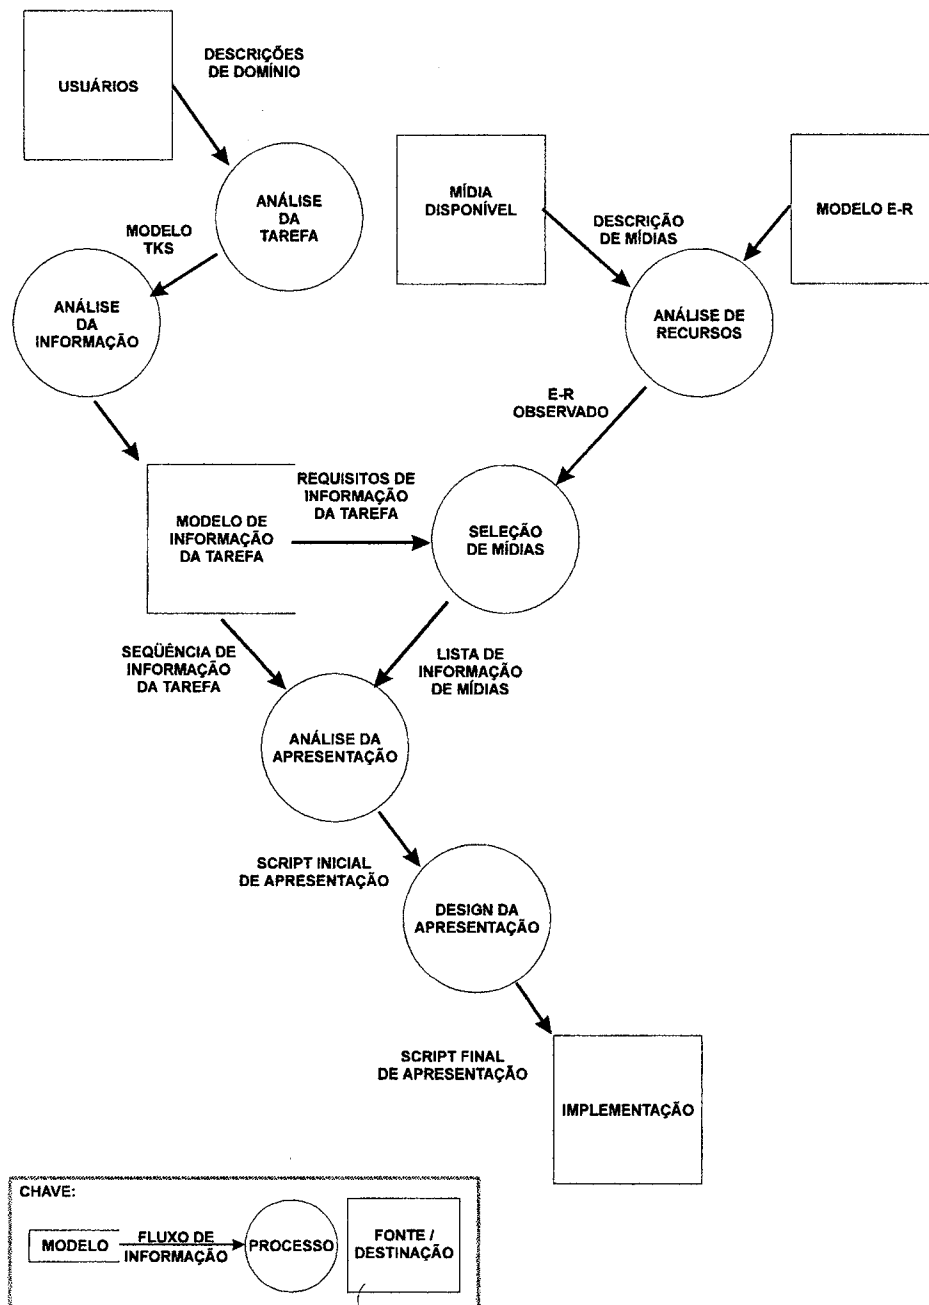 USUÁRIOS
DESCRIÇÕES
DE DOMÍNIO
ANÁLISE
DA
TAREFA
MÍDIA
DISPONÍVEL
DESCRIÇÃO
DE MÍDIAS
MODELO E-R
MODELO
TKS
ANÁLISE
DA
INFORMAÇÃO
ANÁLISE DE
RECURSOS
E-R
OBSERVADO
MODELO DE
INFORMAÇÃO
DA TAREFA
REQUISITOS DE
INFORMAÇÃO
DA TAREFA
SELEÇÃO
DE MÍDIAS
SEQÜÊNCIA DE
INFORMAÇÃO
DA TAREFA
LISTA DE
INFORMAÇÃO
DE MÍDIAS
ANÁLISE DA
APRESENTAÇÃO
SCRIPT INICIAL
DE APRESENTAÇÃO
DESIGN DA
APRESENTAÇÃO
SCRIPT FINAL
DE APRESENTAÇÃO
IMPLEMENTAÇÃO
CHAVE:
MODELO
FLUXO DE
INFORMAÇÃO
PROCESSO
FONTE /
DESTINAÇÃO